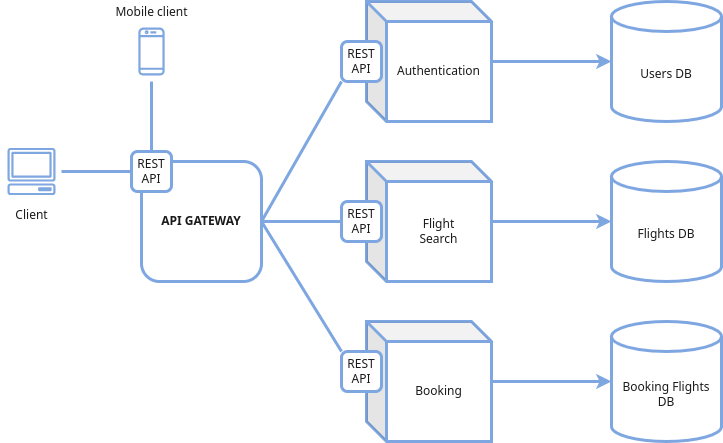 Mobile client
REST
API
Authentication
Users DB
REST
API
Client
API GATEWAY
REST
API
Flight
Search
Flights DB
REST
API
Booking
Booking Flights
DB